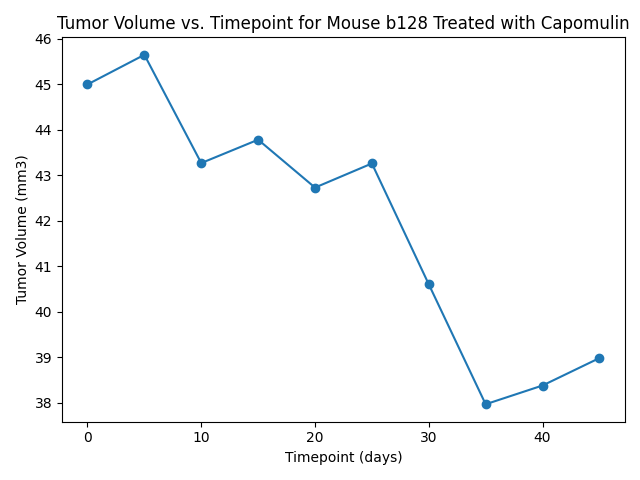 Tumor Volume vs. Timepoint for Mouse b128 Treated with Capomulin
46
45
44
43
42
41
40
39
38
Tumor Volume (mm3)
0 10 20 30 40
Timepoint (days)